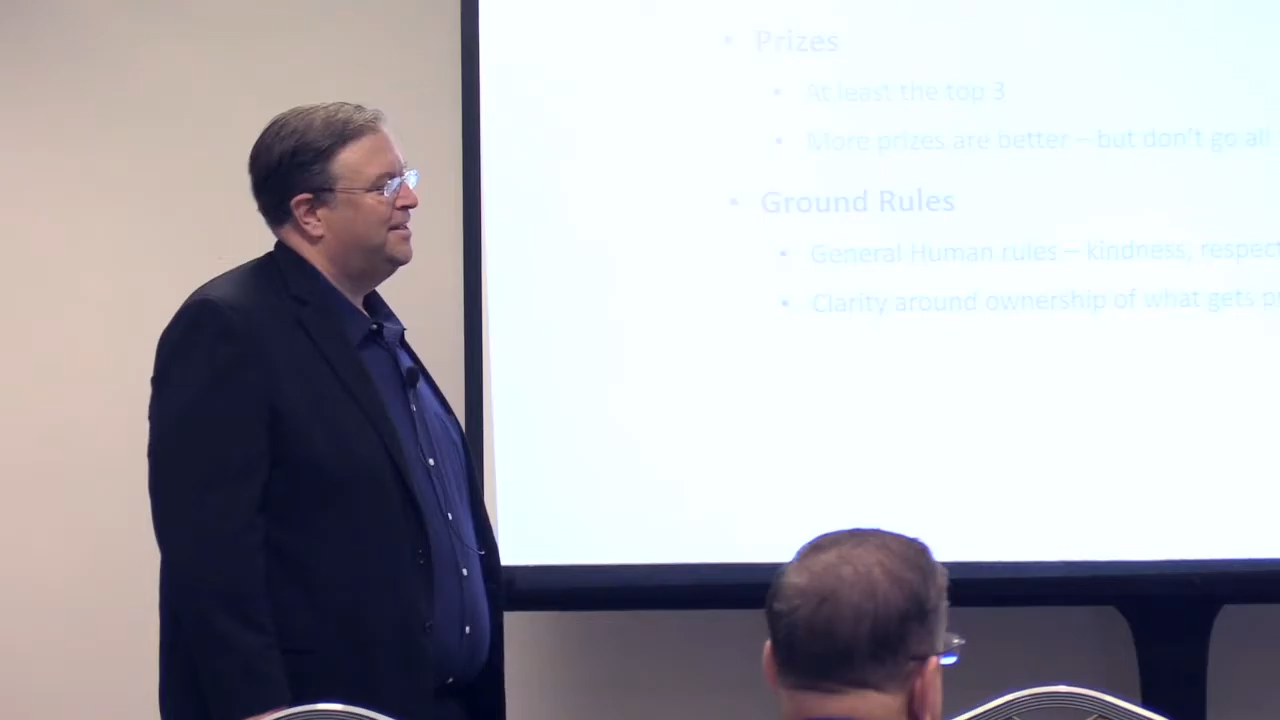 • Prizes
• At least the top 3
• More prizes are better – but don't go all
• Ground Rules
• General Human rules – kindness, respect
• Clarity around ownership of what gets